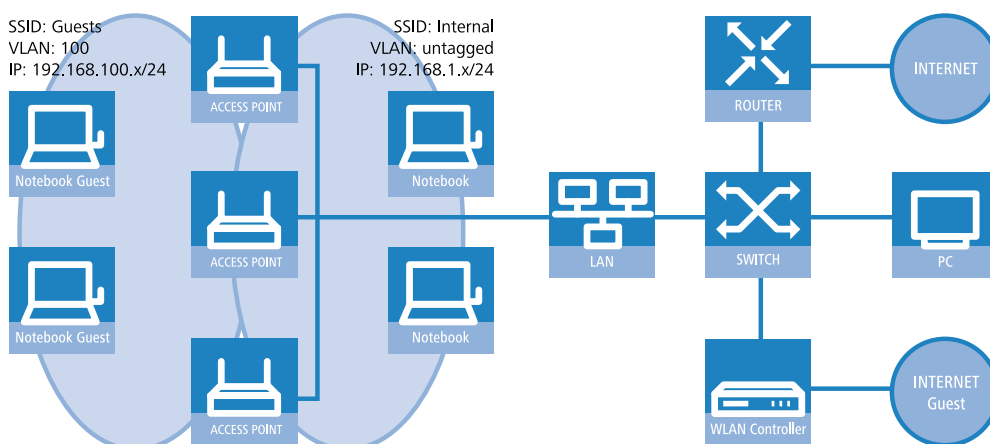 SSID: Guests
VLAN: 100
IP: 192.168.100.x/24
SSID: Internal
VLAN: untagged
IP: 192.168.1.x/24
ACCESS POINT
ROUTER
INTERNET
Notebook Guest
Notebook
ACCESS POINT
LAN
SWITCH
PC
Notebook Guest
Notebook
ACCESS POINT
WLAN Controller
INTERNET
Guest